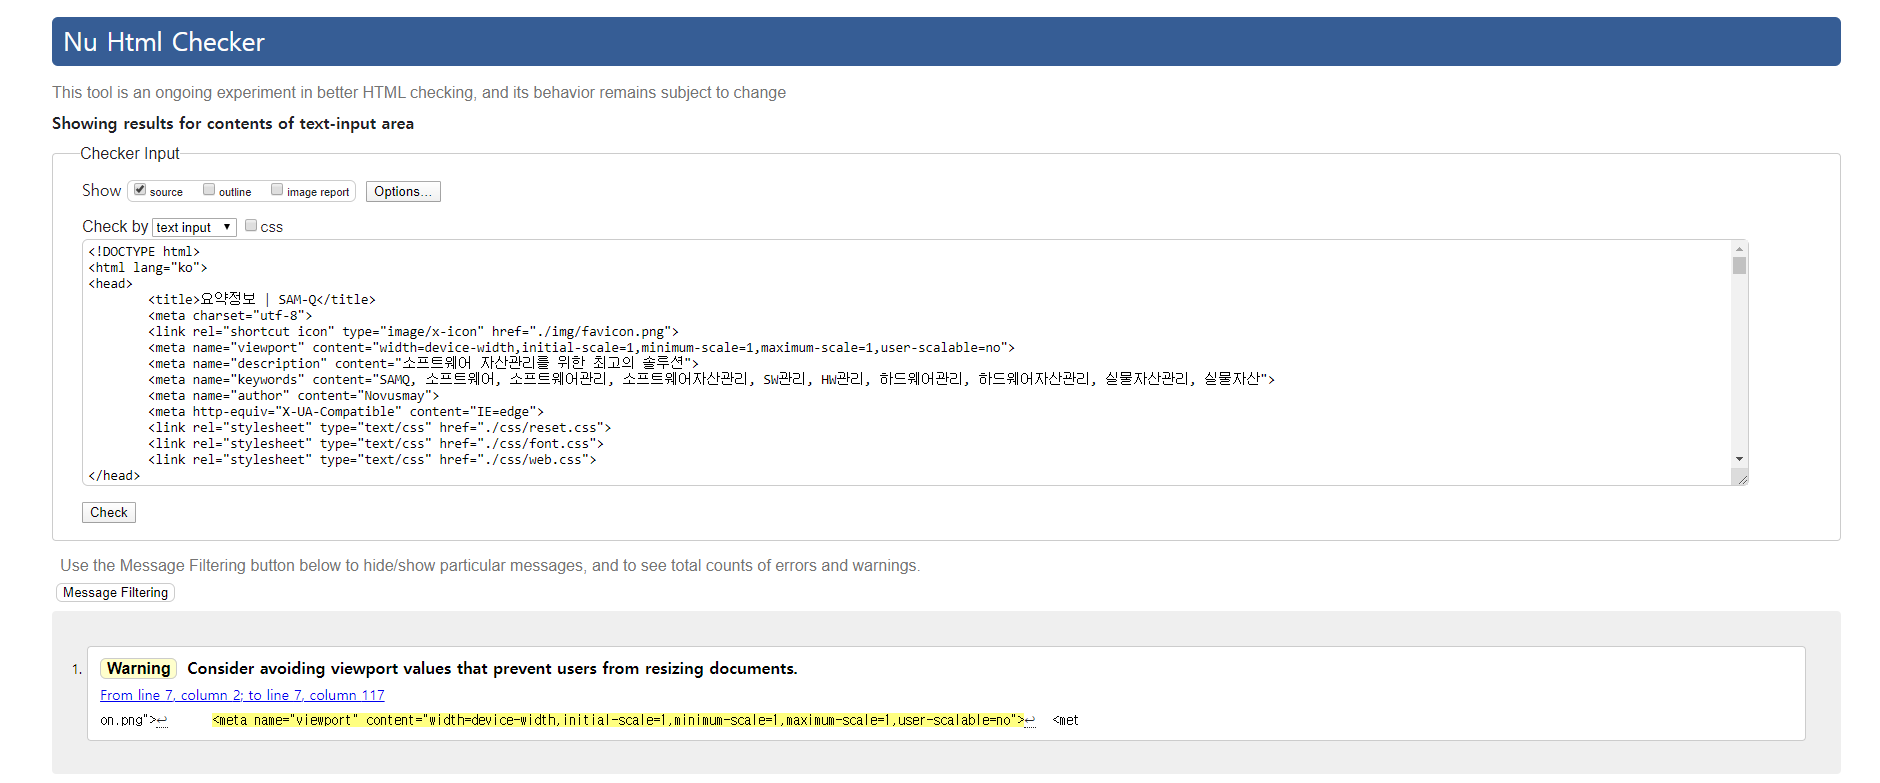 Nu Html Checker
This tool is an ongoing experiment in better HTML checking, and its behavior remains subject to change
Showing results for contents of text-input area
Checker Input
Show source outline image report Options...
Check by text input css
<!DOCTYPE html>
<html lang="ko">
<head>
<title>요약정보 | SAM-Q</title>
<meta charset="utf-8">
<link rel="shortcut icon" type="image/x-icon" href="./img/favicon.png">
<meta name="viewport" content="width=device-width,initial-scale=1,minimum-scale=1,maximum-scale=1,user-scalable=no">
<meta name="description" content="소프트웨어 자산관리를 위한 최고의 솔루션">
<meta name="keywords" content="SAMQ, 소프트웨어, 소프트웨어관리, 소프트웨어자산관리, SW관리, HW관리, 하드웨어관리, 하드웨어자산관리, 실물자산관리, 실물자산">
<meta name="author" content="Novusmay">
<meta http-equiv="X-UA-Compatible" content="IE=edge">
<link rel="stylesheet" type="text/css" href="./css/reset.css">
<link rel="stylesheet" type="text/css" href="./css/font.css">
<link rel="stylesheet" type="text/css" href="./css/web.css">
</head>
Check
Use the Message Filtering button below to hide/show particular messages, and to see total counts of errors and warnings.
Message Filtering
1. Warning Consider avoiding viewport values that prevent users from resizing documents.
From line 7, column 2; to line 7, column 117
on.png">↩ <meta name="viewport" content="width=device-width,initial-scale=1,minimum-scale=1,maximum-scale=1,user-scalable=no">↩ <met